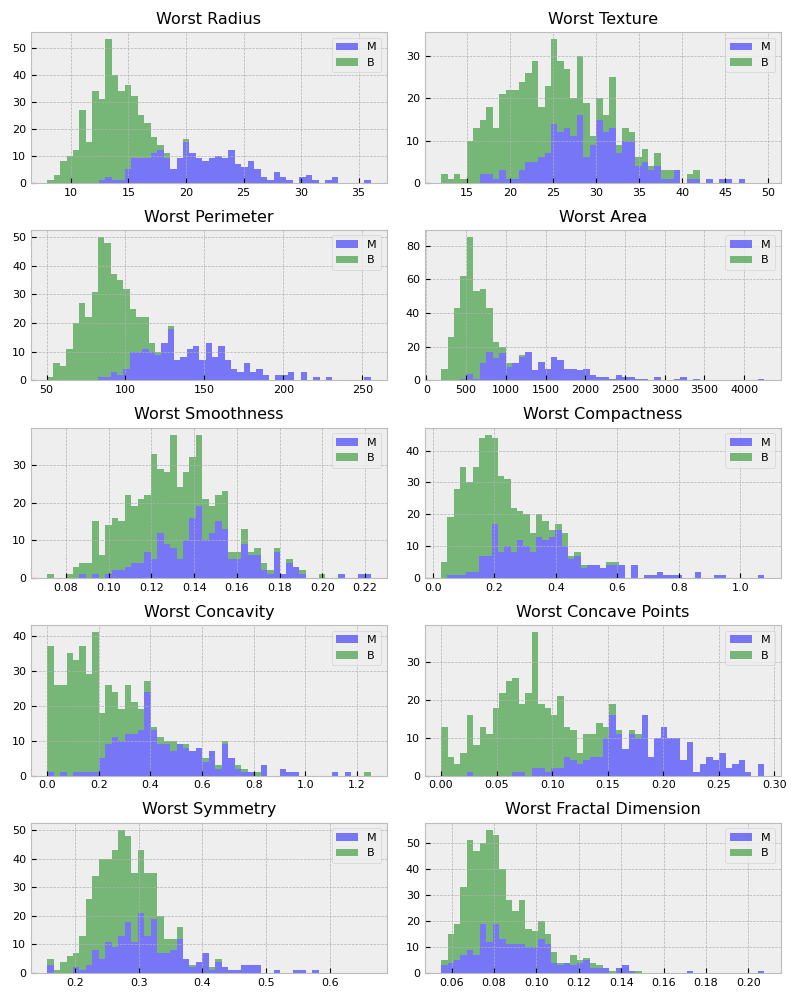 Worst Radius
50
40
30
20
10
0
10 15 20 25 30 35
M
B
Worst Texture
30
20
10
0
15 20 25 30 35 40 45 50
M
B
Worst Perimeter
50
40
30
20
10
0
50 100 150 200 250
M
B
Worst Area
80
60
40
20
0
0 500 1000 1500 2000 2500 3000 3500 4000
M
B
Worst Smoothness
30
20
10
0
0.08 0.10 0.12 0.14 0.16 0.18 0.20 0.22
M
B
Worst Compactness
40
30
20
10
0
0.0 0.2 0.4 0.6 0.8 1.0
M
B
Worst Concavity
40
30
20
10
0
0.0 0.2 0.4 0.6 0.8 1.0 1.2
M
B
Worst Concave Points
30
20
10
0
0.00 0.05 0.10 0.15 0.20 0.25 0.30
M
B
Worst Symmetry
50
40
30
20
10
0
0.2 0.3 0.4 0.5 0.6
M
B
Worst Fractal Dimension
50
40
30
20
10
0
0.06 0.08 0.10 0.12 0.14 0.16 0.18 0.20
M
B